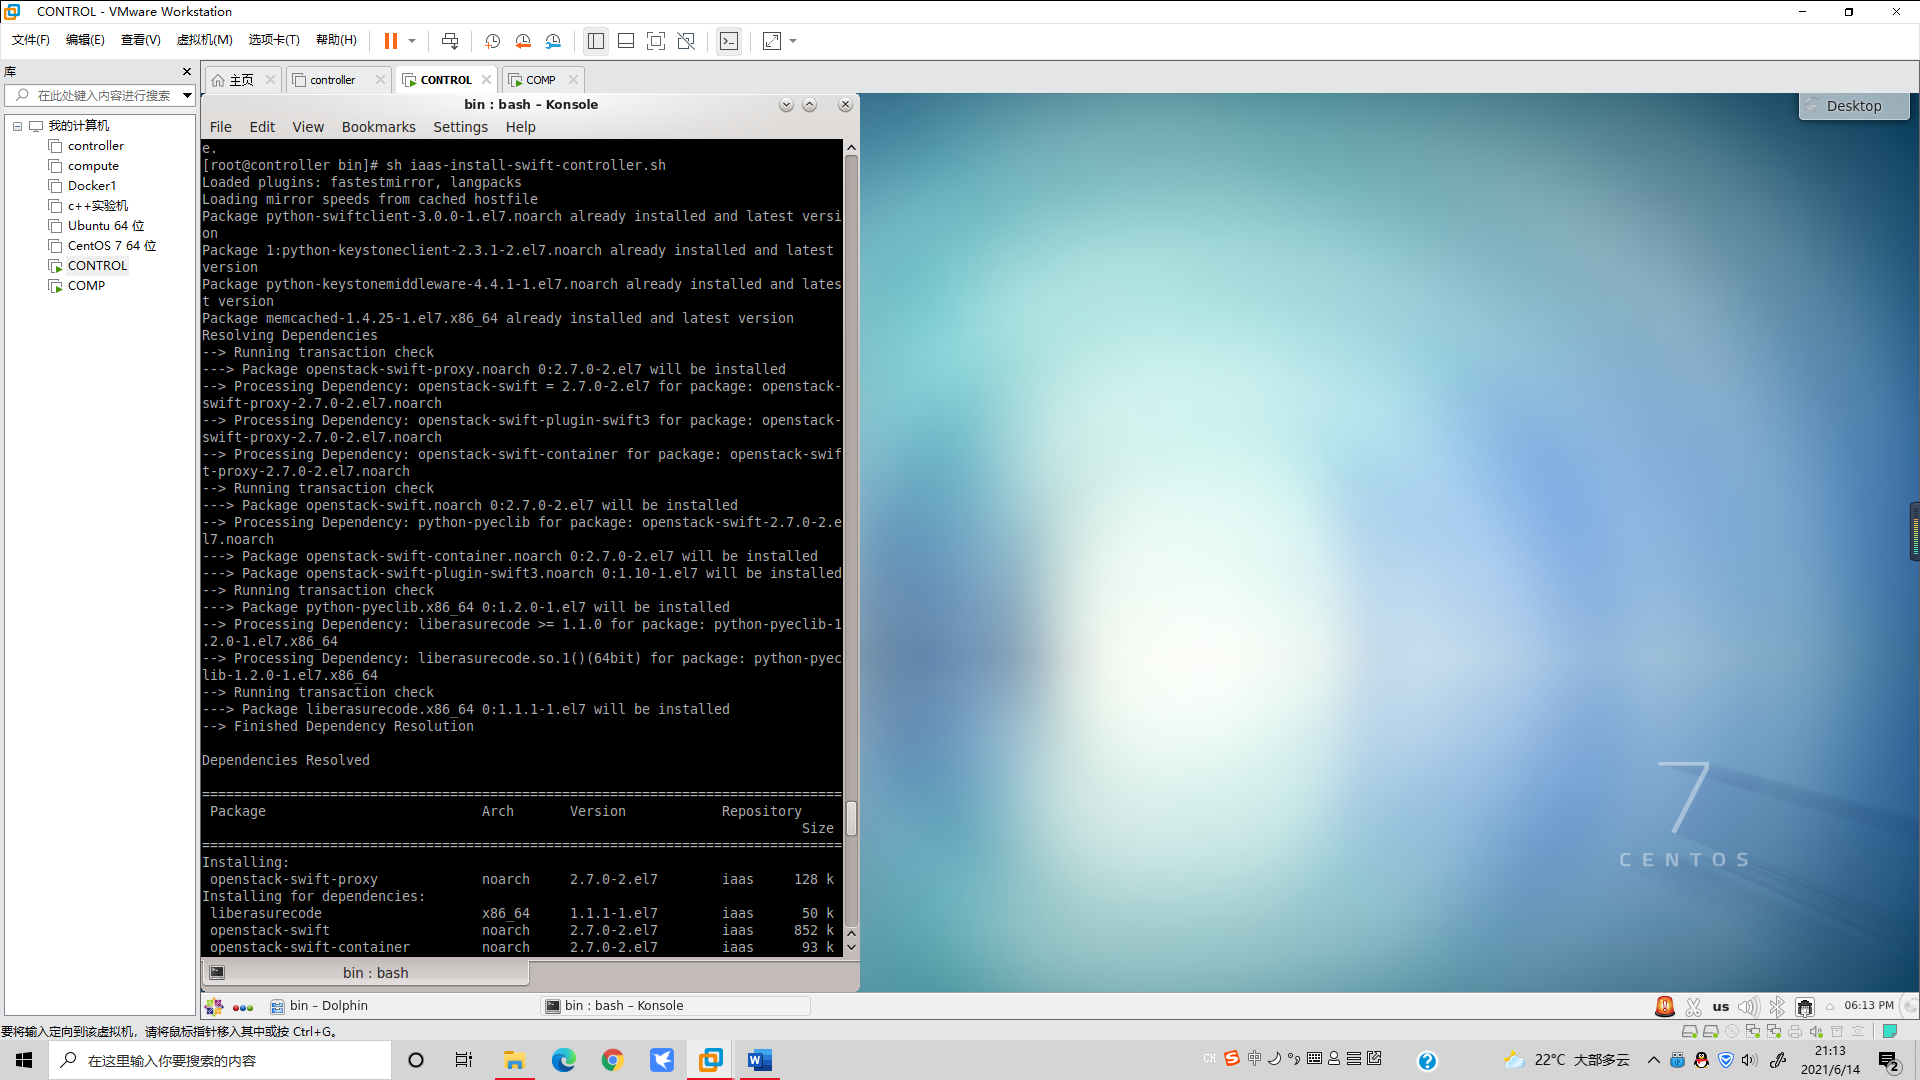 CONTROL - VMware Workstation
文件(F) 编辑(E) 查看(V) 虚拟机(M) 选项卡(T) 帮助(H)
库
在此处键入内容进行搜索
我的计算机
controller
compute
Docker1
c++实验机
Ubuntu 64 位
CentOS 7 64 位
CONTROL
COMP
主页 controller CONTROL COMP
bin : bash – Konsole
File Edit View Bookmarks Settings Help
e.
[root@controller bin]# sh iaas-install-swift-controller.sh
Loaded plugins: fastestmirror, langpacks
Loading mirror speeds from cached hostfile
Package python-swiftclient-3.0.0-1.el7.noarch already installed and latest versi
on
Package 1:python-keystoneclient-2.3.1-2.el7.noarch already installed and latest
version
Package python-keystonemiddleware-4.4.1-1.el7.noarch already installed and lates
t version
Package memcached-1.4.25-1.el7.x86_64 already installed and latest version
Resolving Dependencies
--> Running transaction check
---> Package openstack-swift-proxy.noarch 0:2.7.0-2.el7 will be installed
--> Processing Dependency: openstack-swift = 2.7.0-2.el7 for package: openstack-
swift-proxy-2.7.0-2.el7.noarch
--> Processing Dependency: openstack-swift-plugin-swift3 for package: openstack-
swift-proxy-2.7.0-2.el7.noarch
--> Processing Dependency: openstack-swift-container for package: openstack-swif
t-proxy-2.7.0-2.el7.noarch
--> Running transaction check
---> Package openstack-swift.noarch 0:2.7.0-2.el7 will be installed
--> Processing Dependency: python-pyeclib for package: openstack-swift-2.7.0-2.e
l7.noarch
---> Package openstack-swift-container.noarch 0:2.7.0-2.el7 will be installed
---> Package openstack-swift-plugin-swift3.noarch 0:1.10-1.el7 will be installed
--> Running transaction check
---> Package python-pyeclib.x86_64 0:1.2.0-1.el7 will be installed
--> Processing Dependency: liberasurecode >= 1.1.0 for package: python-pyeclib-1
.2.0-1.el7.x86_64
--> Processing Dependency: liberasurecode.so.1()(64bit) for package: python-pyec
lib-1.2.0-1.el7.x86_64
--> Running transaction check
---> Package liberasurecode.x86_64 0:1.1.1-1.el7 will be installed
--> Finished Dependency Resolution
Dependencies Resolved
================================================================================
Package Arch Version Repository
Size
================================================================================
Installing:
openstack-swift-proxy noarch 2.7.0-2.el7 iaas 128 k
Installing for dependencies:
liberasurecode x86_64 1.1.1-1.el7 iaas 50 k
openstack-swift noarch 2.7.0-2.el7 iaas 852 k
openstack-swift-container noarch 2.7.0-2.el7 iaas 93 k
bin : bash
Desktop
7
CENTOS
bin – Dolphin
bin : bash – Konsole
us
06:13 PM
要将输入定向到该虚拟机，请将鼠标指针移入其中或按 Ctrl+G。
在这里输入你要搜索的内容
CH
中
22°C 大部多云
21:13
2021/6/14
2